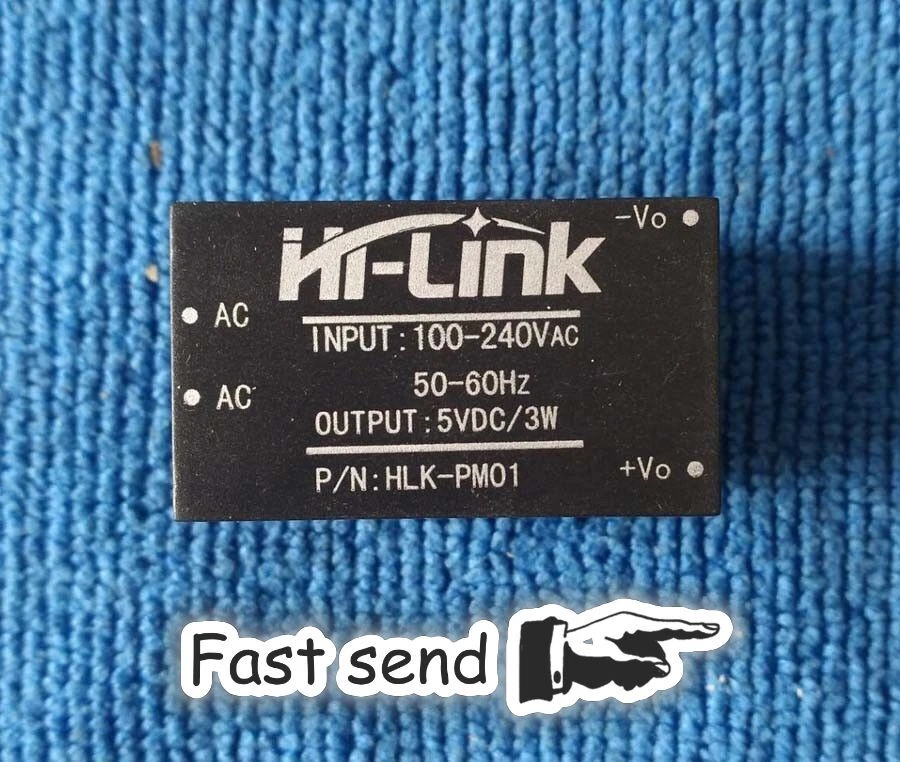 Hi-Link
-Vo
AC
INPUT:100-240VAC
50-60Hz
AC
OUTPUT:5VDC/3W
+Vo
P/N:HLK-PM01
Fast send